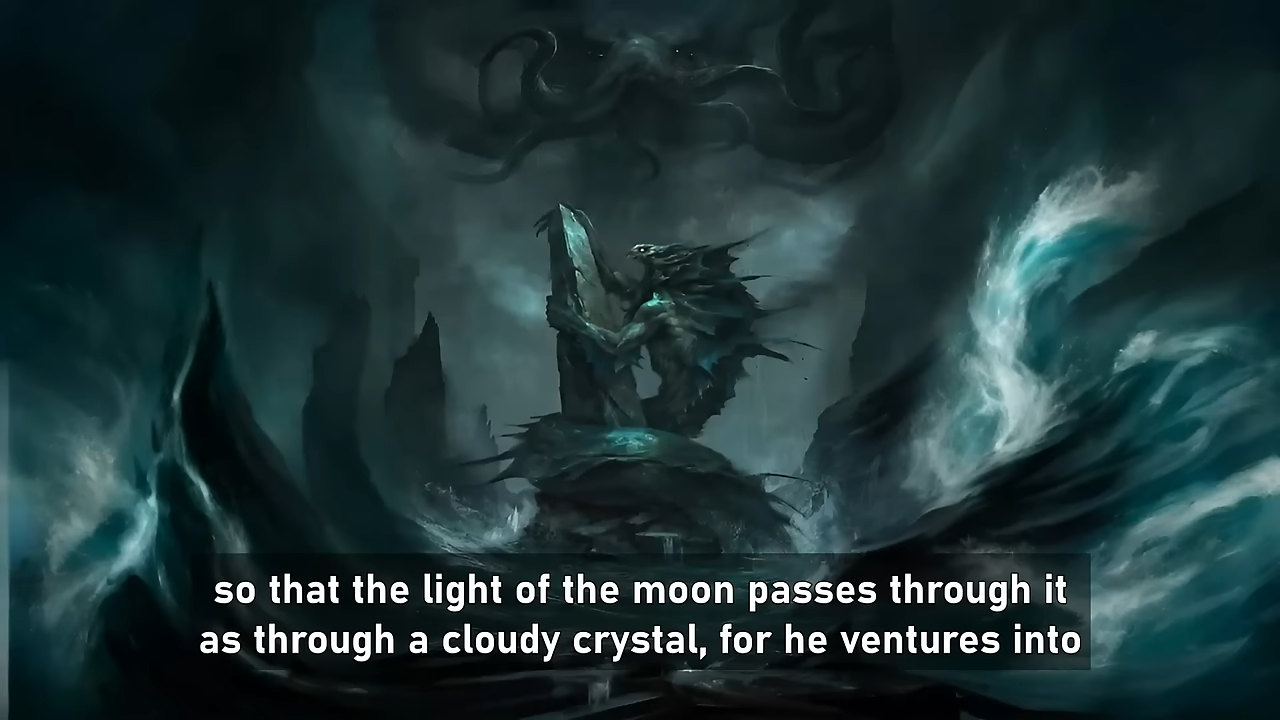 so that the light of the moon passes through it
as through a cloudy crystal, for he ventures into